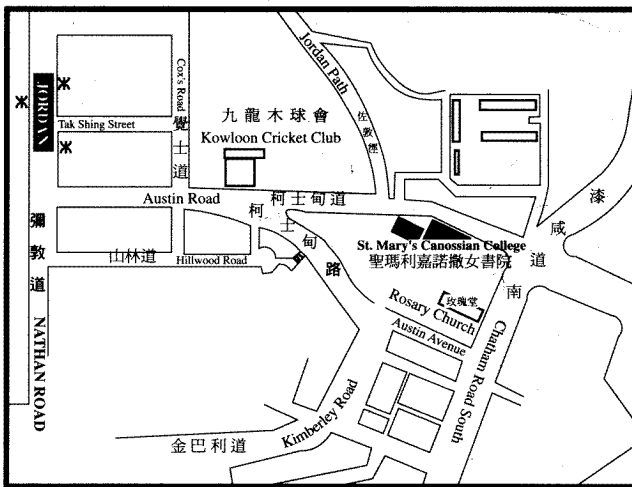 JORDAN
Cox's Road
Tak Shing Street
覺士道
九龍木球會
Kowloon Cricket Club
Jordan Path
佐敦徑
Austin Road
柯士甸道
柯士甸路
彌敦道
NATHAN ROAD
山林道
Hillwood Road
St. Mary's Canossian College
聖瑪利嘉諾撒女書院
漆咸道南
Chatham Road South
玫瑰堂
Rosary Church
Austin Avenue
Kimberley Road
金巴利道